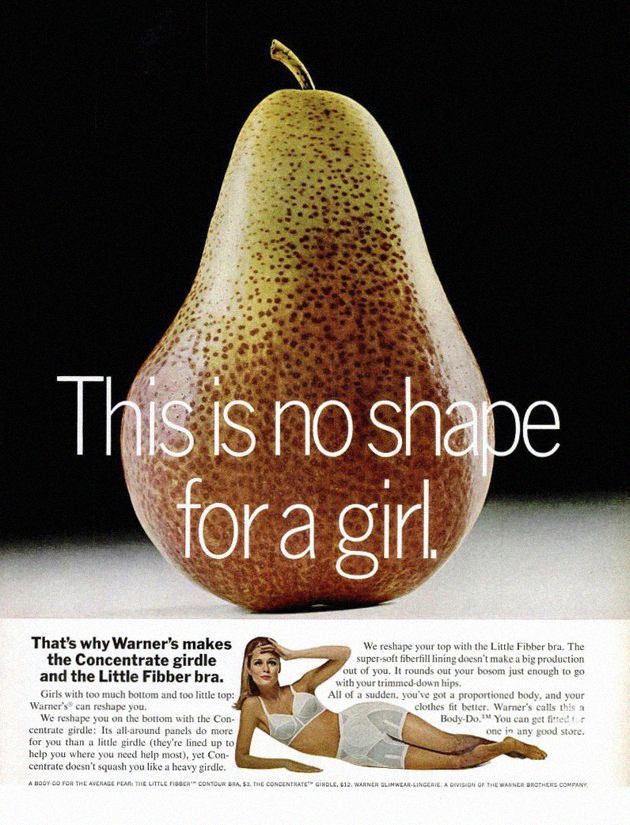 This is no shape
for a girl.
That's why Warner's makes
the Concentrate girdle
and the Little Fibber bra.
Girls with too much bottom and too little top:
Warner's® can reshape you.
We reshape you on the bottom with the Con-
centrate girdle: Its all-around panels do more
for you than a little girdle (they're lined up to
help you where you need help most), yet Con-
centrate doesn't squash you like a heavy girdle.
We reshape your top with the Little Fibber bra. The
super-soft fiberfill lining doesn't make a big production
out of you. It rounds out your bosom just enough to go
with your trimmed-down hips.
All of a sudden, you've got a proportioned body, and your
clothes fit better. Warner's calls this a
Body-Do.™ You can get fitted for
one in any good store.
A BODY-DO FOR THE AVERAGE PEAR: THE LITTLE FIBBER™ CONTOUR BRA, $3. THE CONCENTRATE™ GIRDLE, $12. WARNER SLIMWEAR-LINGERIE. A DIVISION OF THE WARNER BROTHERS COMPANY.